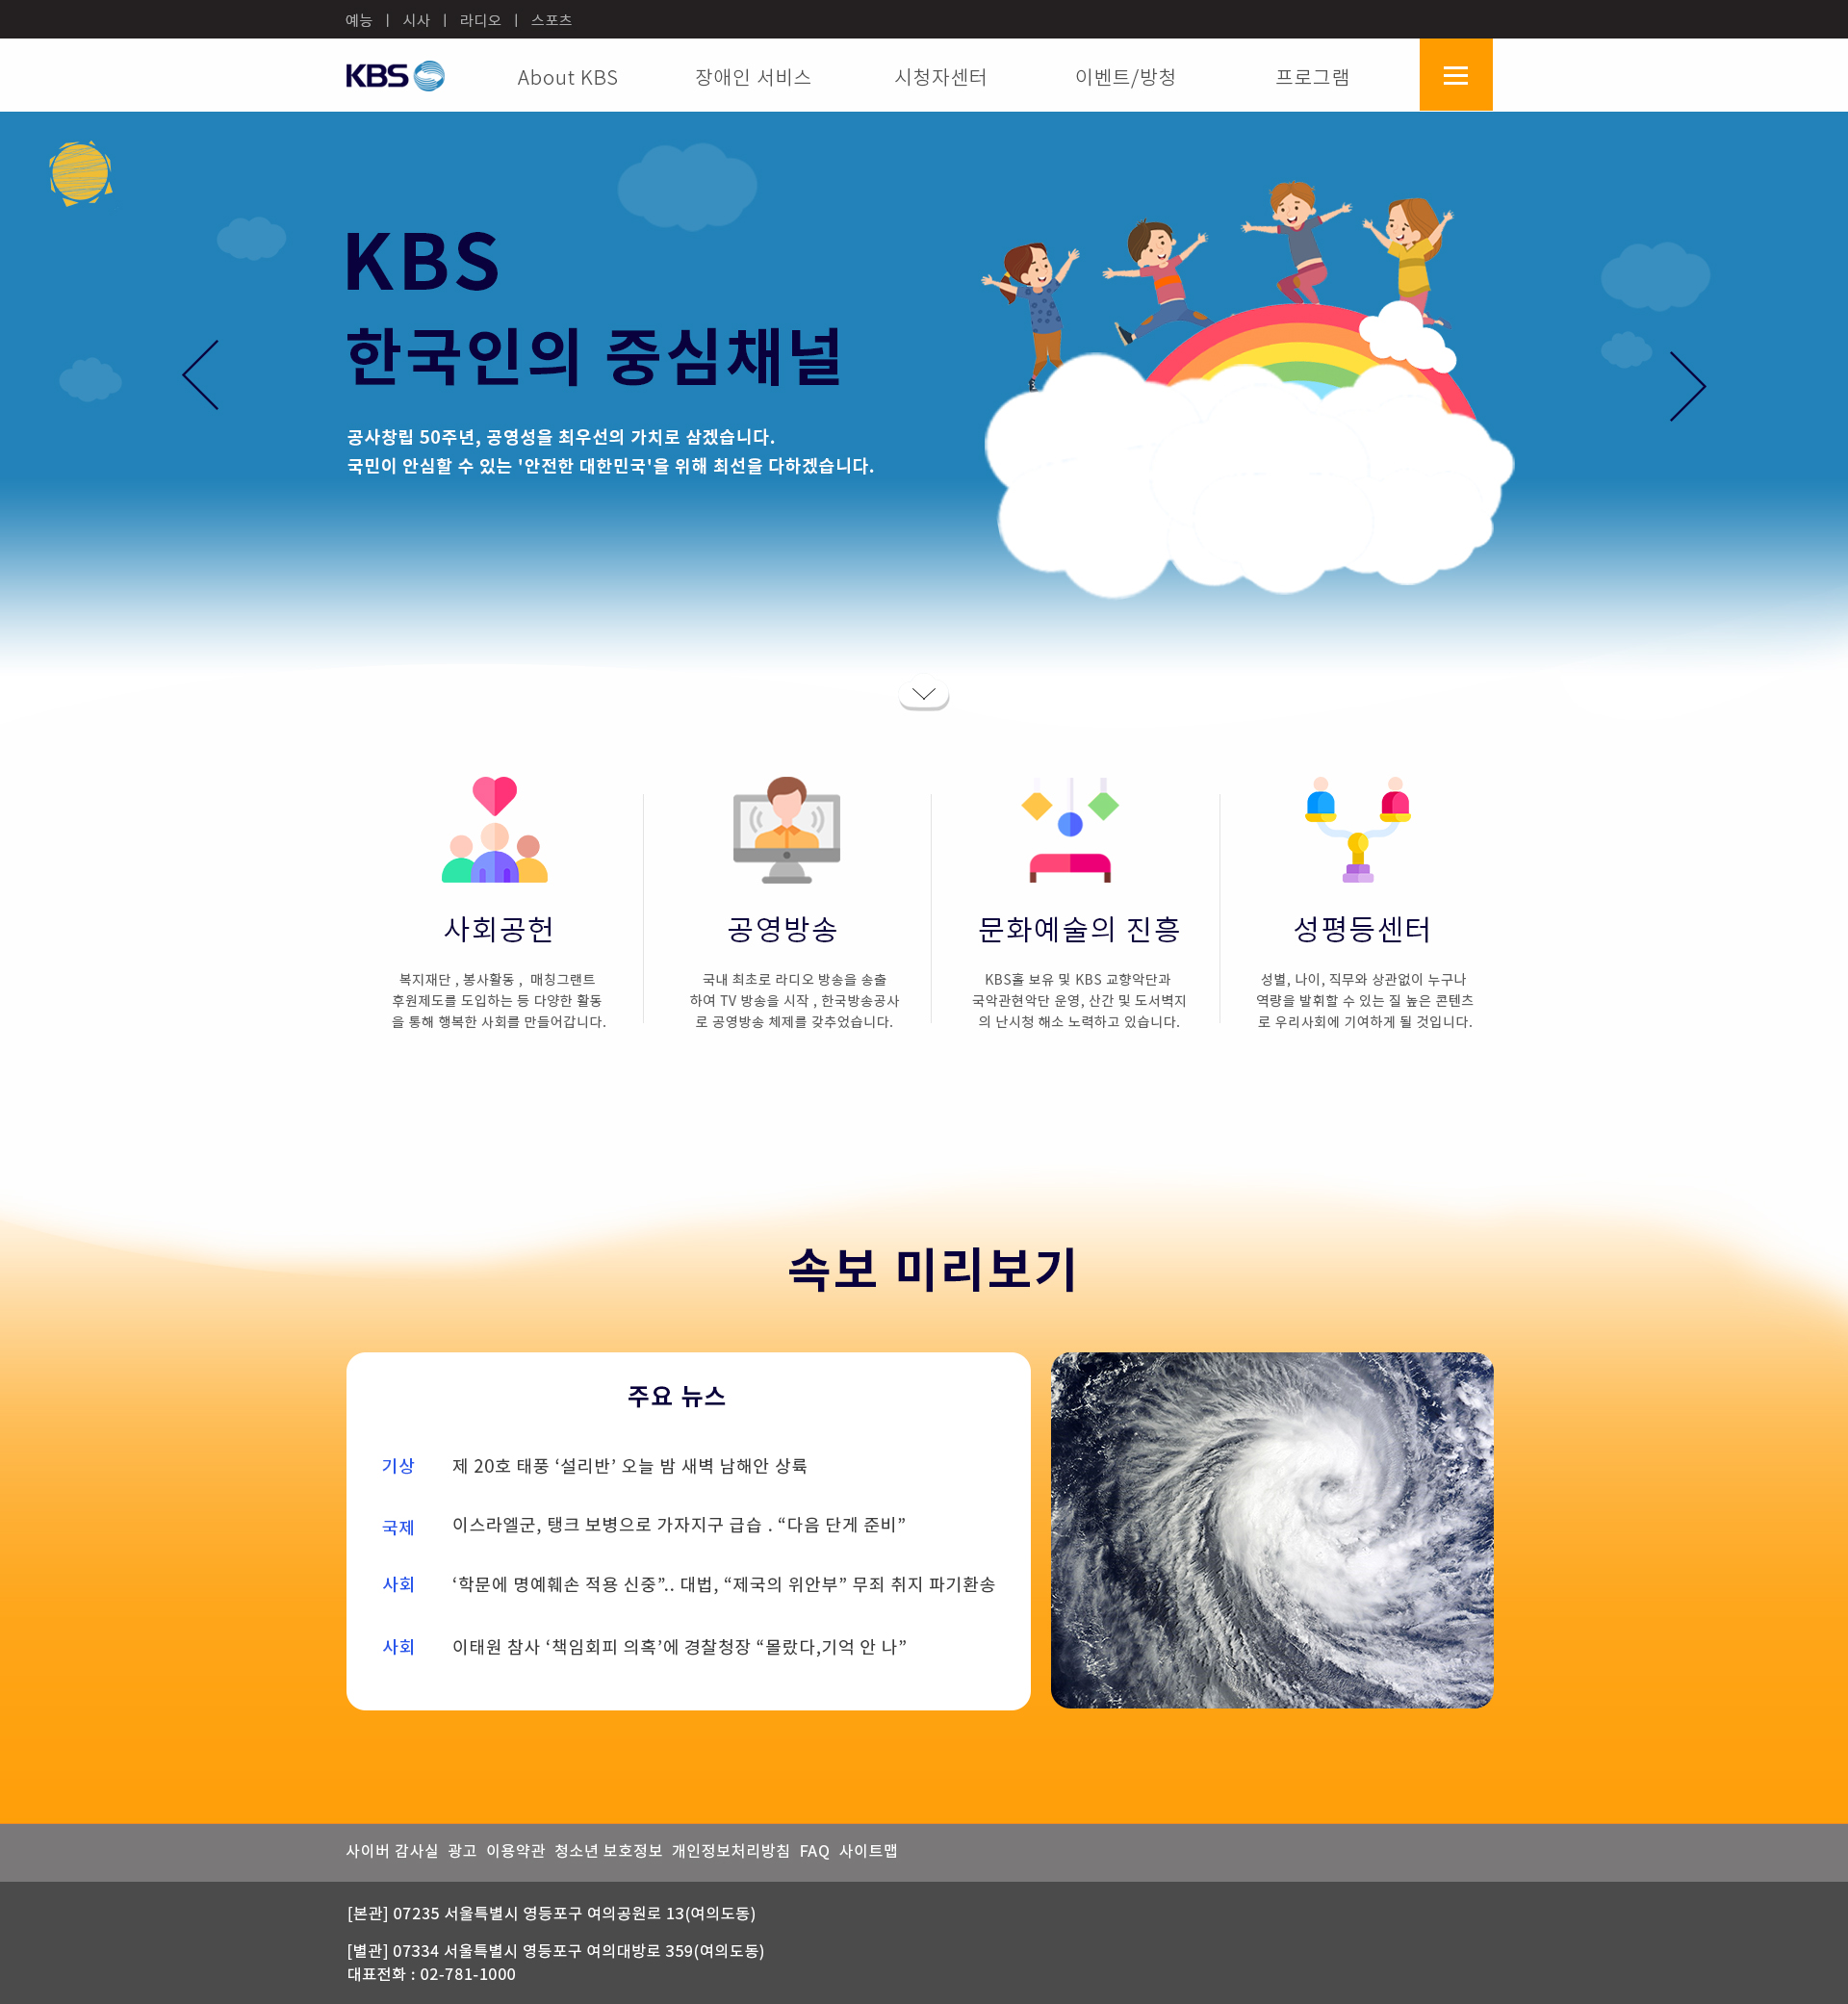 예능 | 시사 | 라디오 | 스포츠
KBS About KBS 장애인 서비스 시청자센터 이벤트/방청 프로그램
KBS
한국인의 중심채널
공사창립 50주년, 공영성을 최우선의 가치로 삼겠습니다.
국민이 안심할 수 있는 '안전한 대한민국'을 위해 최선을 다하겠습니다.
사회공헌
복지재단 , 봉사활동 , 매칭그랜트
후원제도를 도입하는 등 다양한 활동
을 통해 행복한 사회를 만들어갑니다.
공영방송
국내 최초로 라디오 방송을 송출
하여 TV 방송을 시작 , 한국방송공사
로 공영방송 체제를 갖추었습니다.
문화예술의 진흥
KBS홀 보유 및 KBS 교향악단과
국악관현악단 운영, 산간 및 도서벽지
의 난시청 해소 노력하고 있습니다.
성평등센터
성별, 나이, 직무와 상관없이 누구나
역량을 발휘할 수 있는 질 높은 콘텐츠
로 우리사회에 기여하게 될 것입니다.
속보 미리보기
주요 뉴스
기상 제 20호 태풍 ‘설리반’ 오늘 밤 새벽 남해안 상륙
국제 이스라엘군, 탱크 보병으로 가자지구 급습 . “다음 단게 준비”
사회 ‘학문에 명예훼손 적용 신중”.. 대법, “제국의 위안부” 무죄 취지 파기환송
사회 이태원 참사 ‘책임회피 의혹’에 경찰청장 “몰랐다,기억 안 나”
사이버 감사실 광고 이용약관 청소년 보호정보 개인정보처리방침 FAQ 사이트맵
[본관] 07235 서울특별시 영등포구 여의공원로 13(여의도동)
[별관] 07334 서울특별시 영등포구 여의대방로 359(여의도동)
대표전화 : 02-781-1000